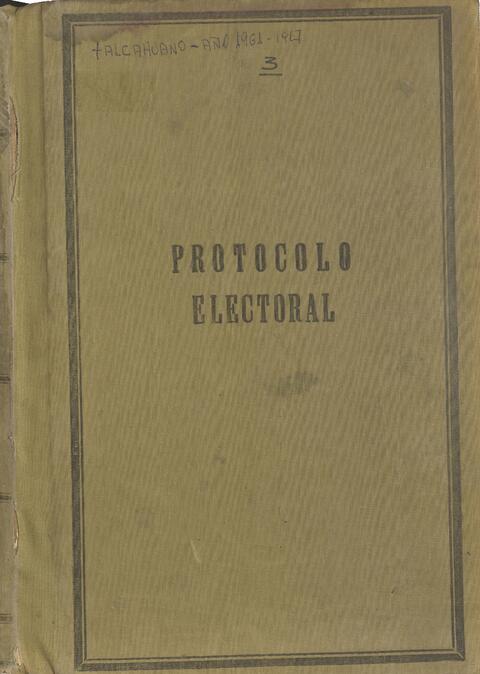 TALCAHUANO - AÑO 1961 - 1967
3
PROTOCOLO
ELECTORAL